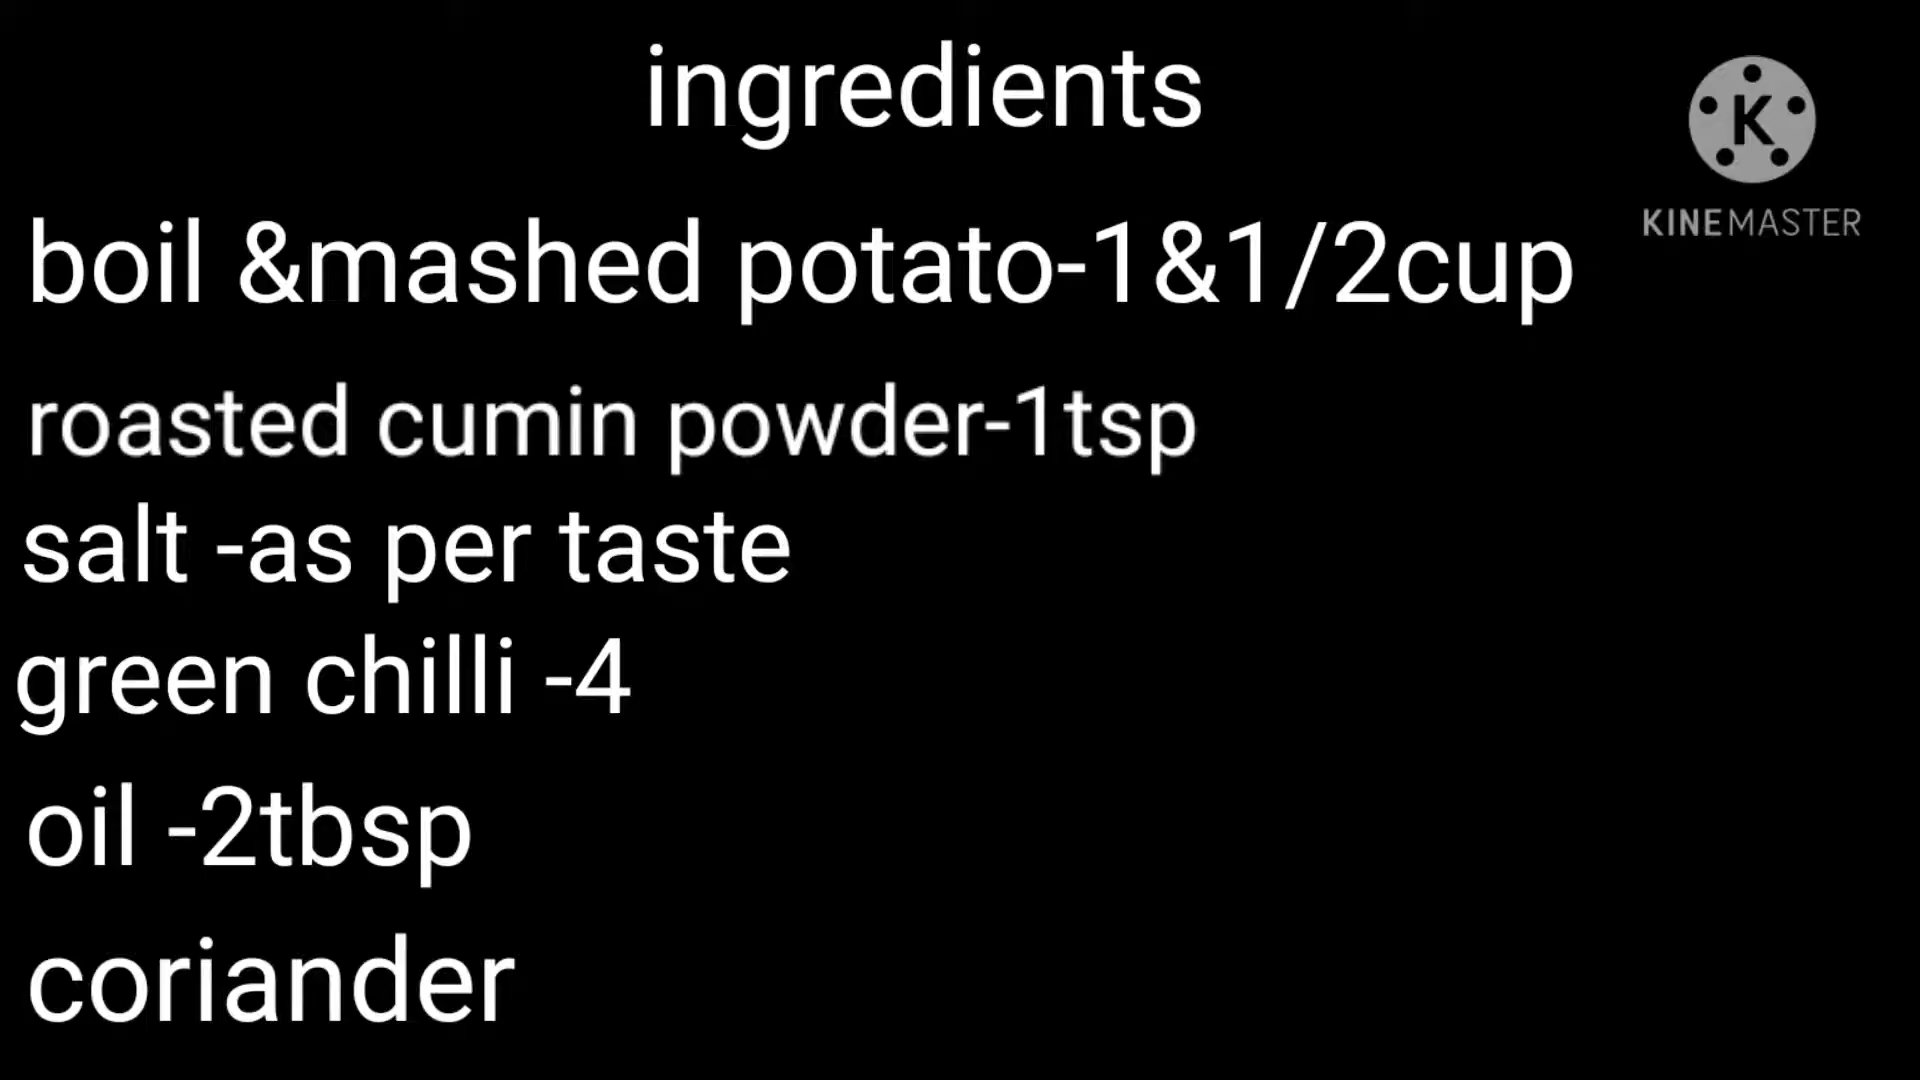 ingredients
K
KINEMASTER
boil &mashed potato-1&1/2cup
roasted cumin powder-1tsp
salt -as per taste
green chilli -4
oil -2tbsp
coriander